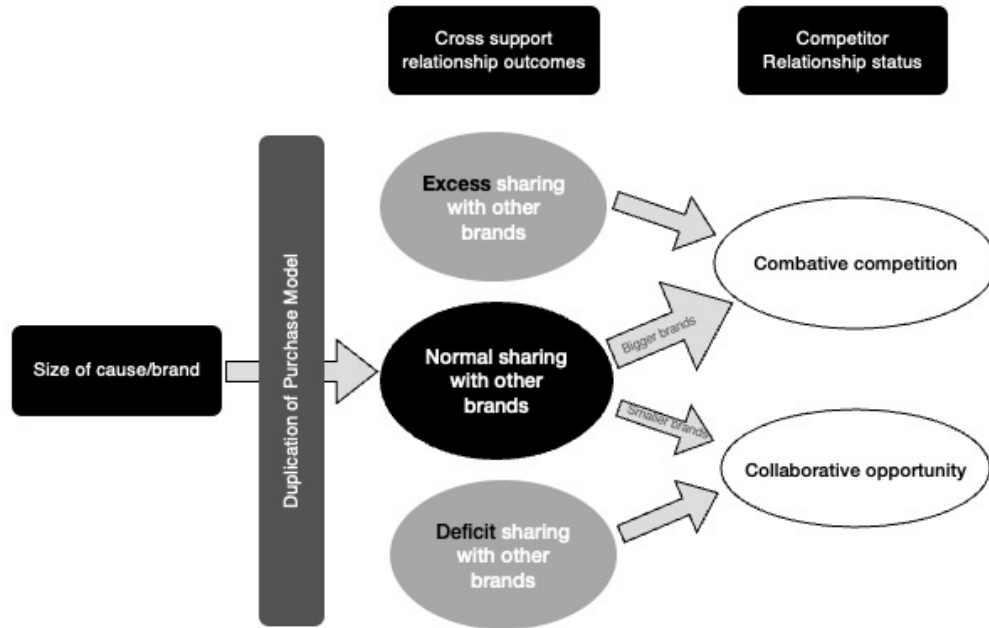 Cross support
relationship outcomes
Competitor
Relationship status
Size of cause/brand
Duplication of Purchase Model
Excess sharing
with other
brands
Normal sharing
with other
brands
Deficit sharing
with other
brands
Bigger brands
Smaller brands
Combative competition
Collaborative opportunity